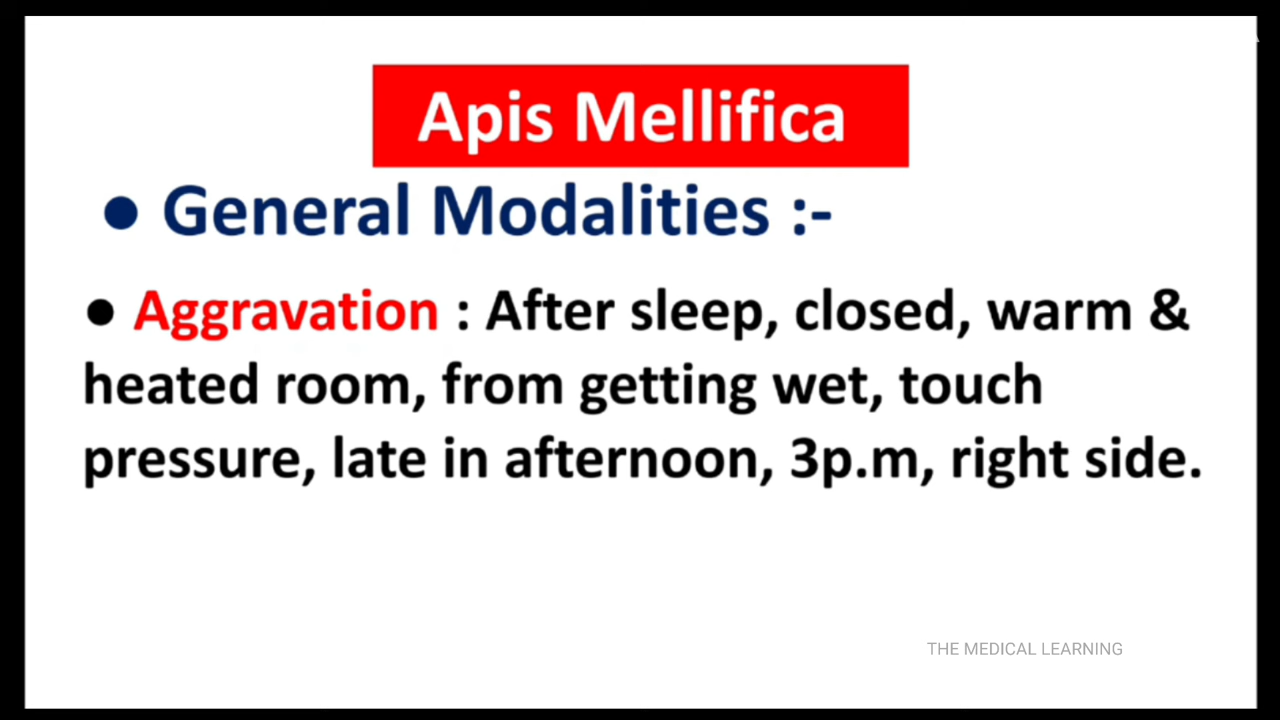 Apis Mellifica
● General Modalities :-
● Aggravation : After sleep, closed, warm &
heated room, from getting wet, touch
pressure, late in afternoon, 3p.m, right side.
THE MEDICAL LEARNING